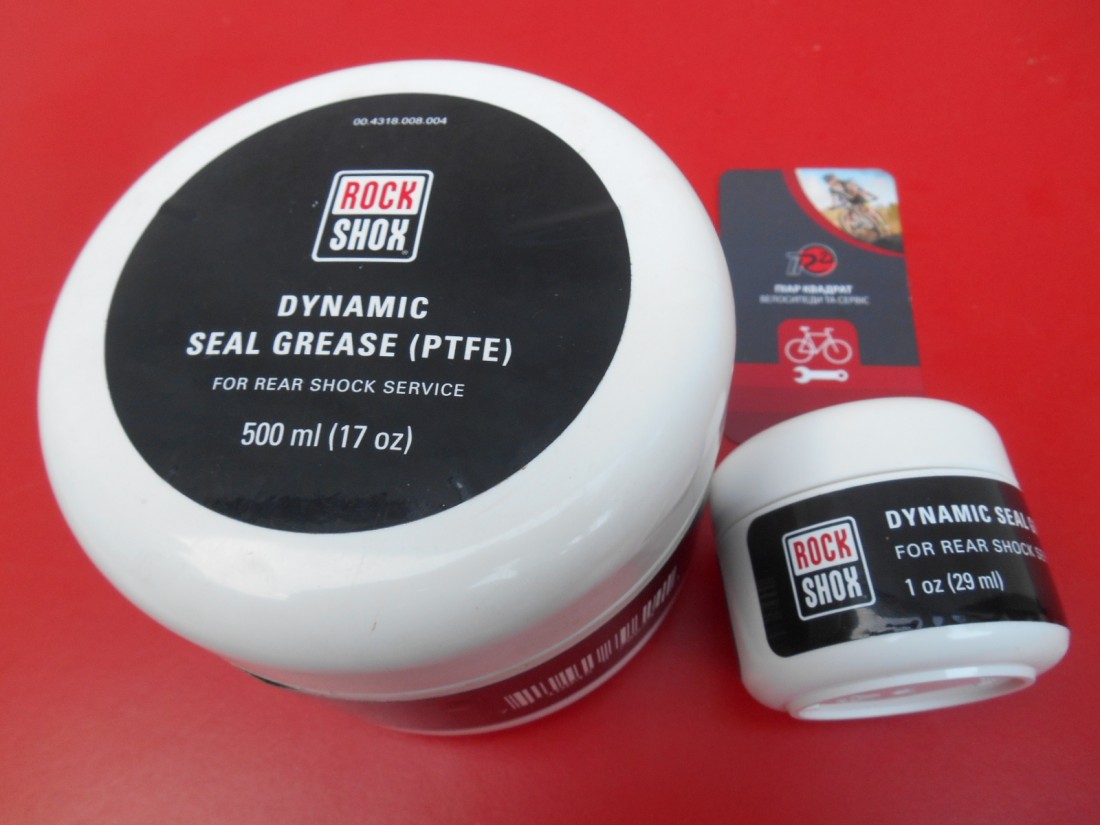 00.4318.008.004
ROCK
SHOX
DYNAMIC
SEAL GREASE (PTFE)
FOR REAR SHOCK SERVICE
500 ml (17 oz)
ПІАР КВАДРАТ
ВЕЛОСИПЕДИ ТА СЕРВІС
ROCK
SHOX
DYNAMIC SEAL G
FOR REAR SHOCK SE
1 oz (29 ml)